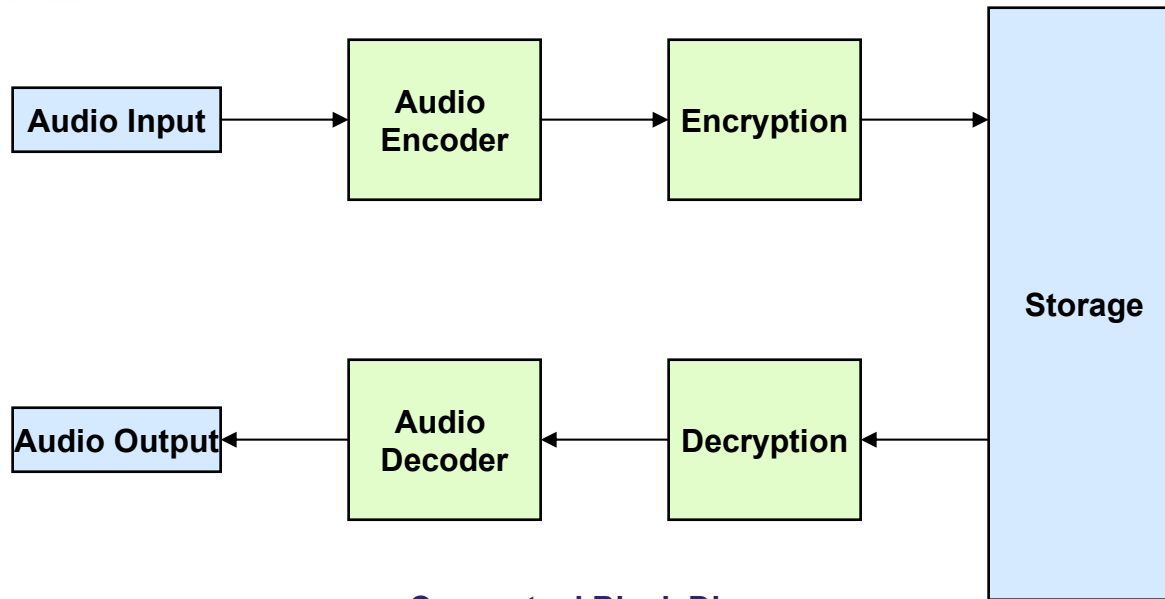 Audio Input
Audio
Encoder
Encryption
Storage
Audio Output
Audio
Decoder
Decryption